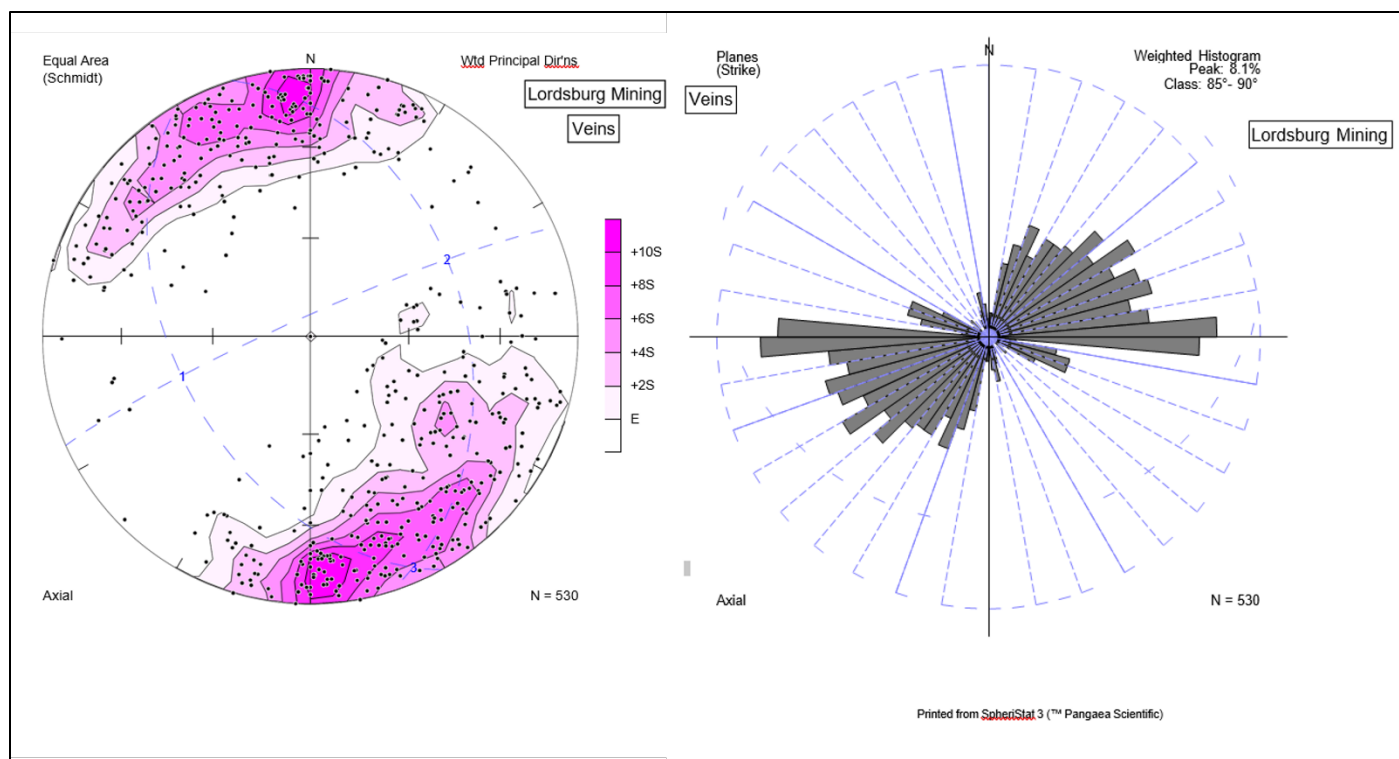 Equal Area
(Schmidt)
N
Wtd Principal Dir'ns
Lordsburg Mining
Veins
+10S
+8S
+6S
+4S
+2S
E
2
1
3
Axial
N = 530
Planes
(Strike)
Veins
N
Weighted Histogram
Peak: 8.1%
Class: 85°- 90°
Lordsburg Mining
Axial
N = 530
Printed from SpheriStat 3 (™ Pangaea Scientific)